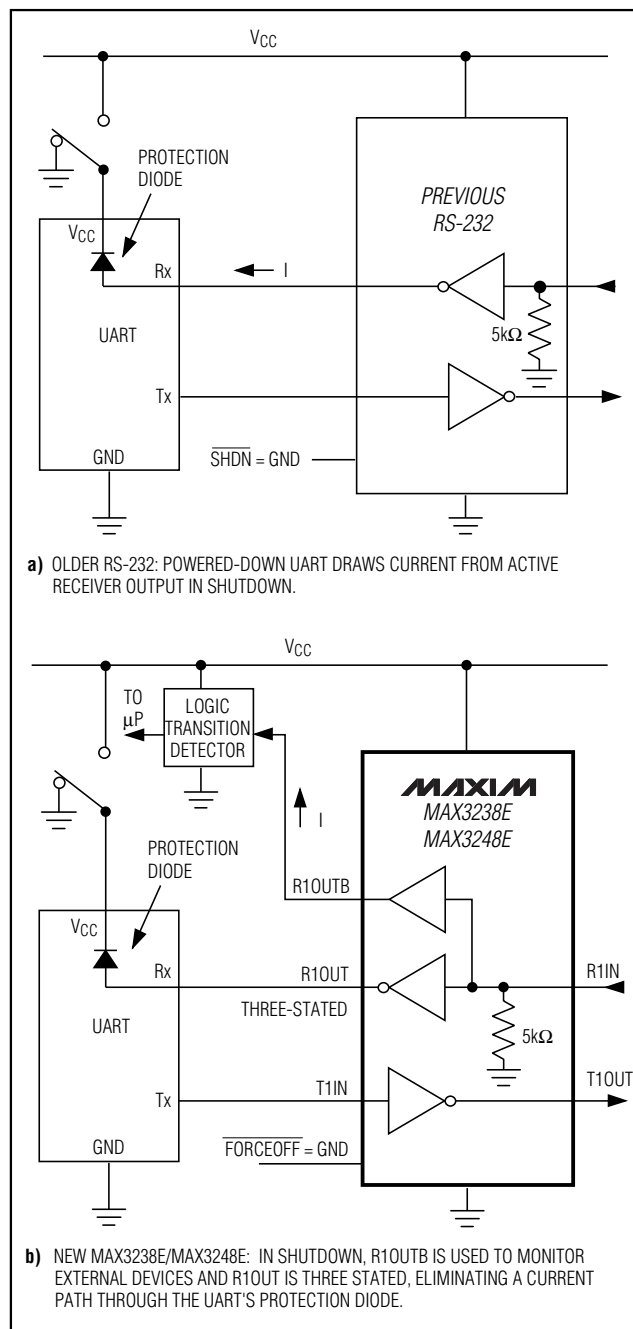 VCC
PROTECTION
DIODE
PREVIOUS
RS-232
VCC
Rx
I
UART
5kΩ
Tx
GND
SHDN = GND
a) OLDER RS-232: POWERED-DOWN UART DRAWS CURRENT FROM ACTIVE
RECEIVER OUTPUT IN SHUTDOWN.
VCC
TO
μP
LOGIC
TRANSITION
DETECTOR
MAXIM
MAX3238E
MAX3248E
I
PROTECTION
DIODE
R1OUTB
VCC
Rx
R1OUT
R1IN
THREE-STATED
UART
5kΩ
Tx
T1IN
T1OUT
GND
FORCEOFF = GND
b) NEW MAX3238E/MAX3248E: IN SHUTDOWN, R1OUTB IS USED TO MONITOR
EXTERNAL DEVICES AND R1OUT IS THREE STATED, ELIMINATING A CURRENT
PATH THROUGH THE UART'S PROTECTION DIODE.